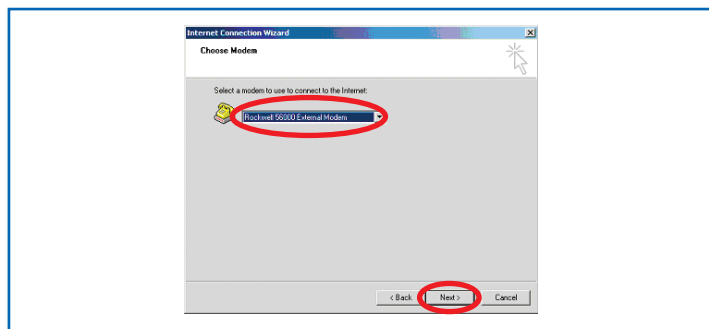 Internet Connection Wizard
Choose Modem
Select a modem to use to connect to the Internet:
Rockwell 56000 External Modem
< Back Next > Cancel